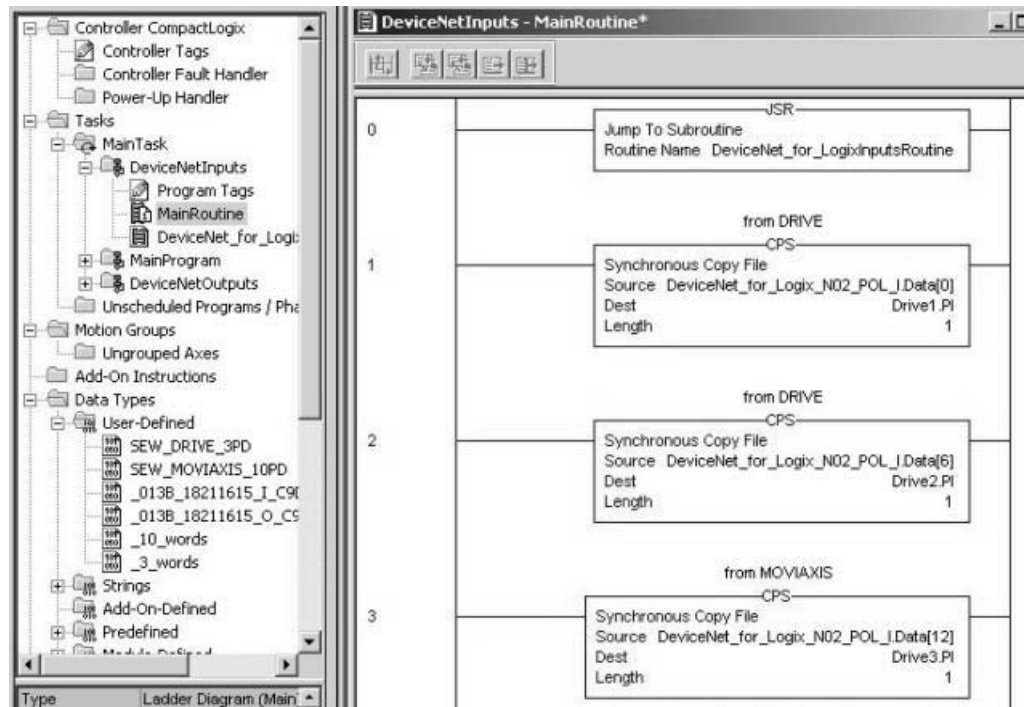 Controller CompactLogix
Controller Tags
Controller Fault Handler
Power-Up Handler
Tasks
MainTask
DeviceNetInputs
Program Tags
MainRoutine
DeviceNet_for_Logi
MainProgram
DeviceNetOutputs
Unscheduled Programs / Pha
Motion Groups
Ungrouped Axes
Add-On Instructions
Data Types
User-Defined
SEW_DRIVE_3PD
SEW_MOVIAXIS_10PD
_013B_18211615_I_C9
_013B_18211615_O_C9
_10_words
_3_words
Strings
Add-On-Defined
Predefined
Module-Defined
Type Ladder Diagram (Main
DeviceNetInputs - MainRoutine*
0
JSR
Jump To Subroutine
Routine Name DeviceNet_for_LogixInputsRoutine
from DRIVE
1
CPS
Synchronous Copy File
Source DeviceNet_for_Logix_N02_POL_I.Data[0]
Dest Drive1.PI
Length 1
from DRIVE
2
CPS
Synchronous Copy File
Source DeviceNet_for_Logix_N02_POL_I.Data[6]
Dest Drive2.PI
Length 1
from MOVIAXIS
3
CPS
Synchronous Copy File
Source DeviceNet_for_Logix_N02_POL_I.Data[12]
Dest Drive3.PI
Length 1